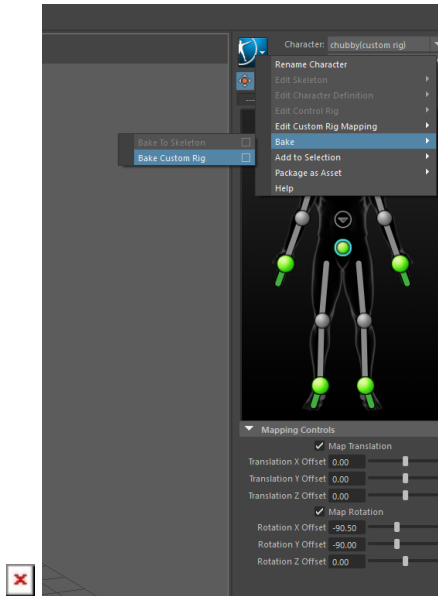 Character: chubby(custom rig)
Rename Character
Edit Skeleton
Edit Character Definition
Edit Control Rig
Edit Custom Rig Mapping
Bake To Skeleton
Bake
Bake Custom Rig
Add to Selection
Package as Asset
Help
Mapping Controls
Map Translation
Translation X Offset 0.00
Translation Y Offset 0.00
Translation Z Offset 0.00
Map Rotation
Rotation X Offset -90.50
Rotation Y Offset -90.00
Rotation Z Offset 0.00